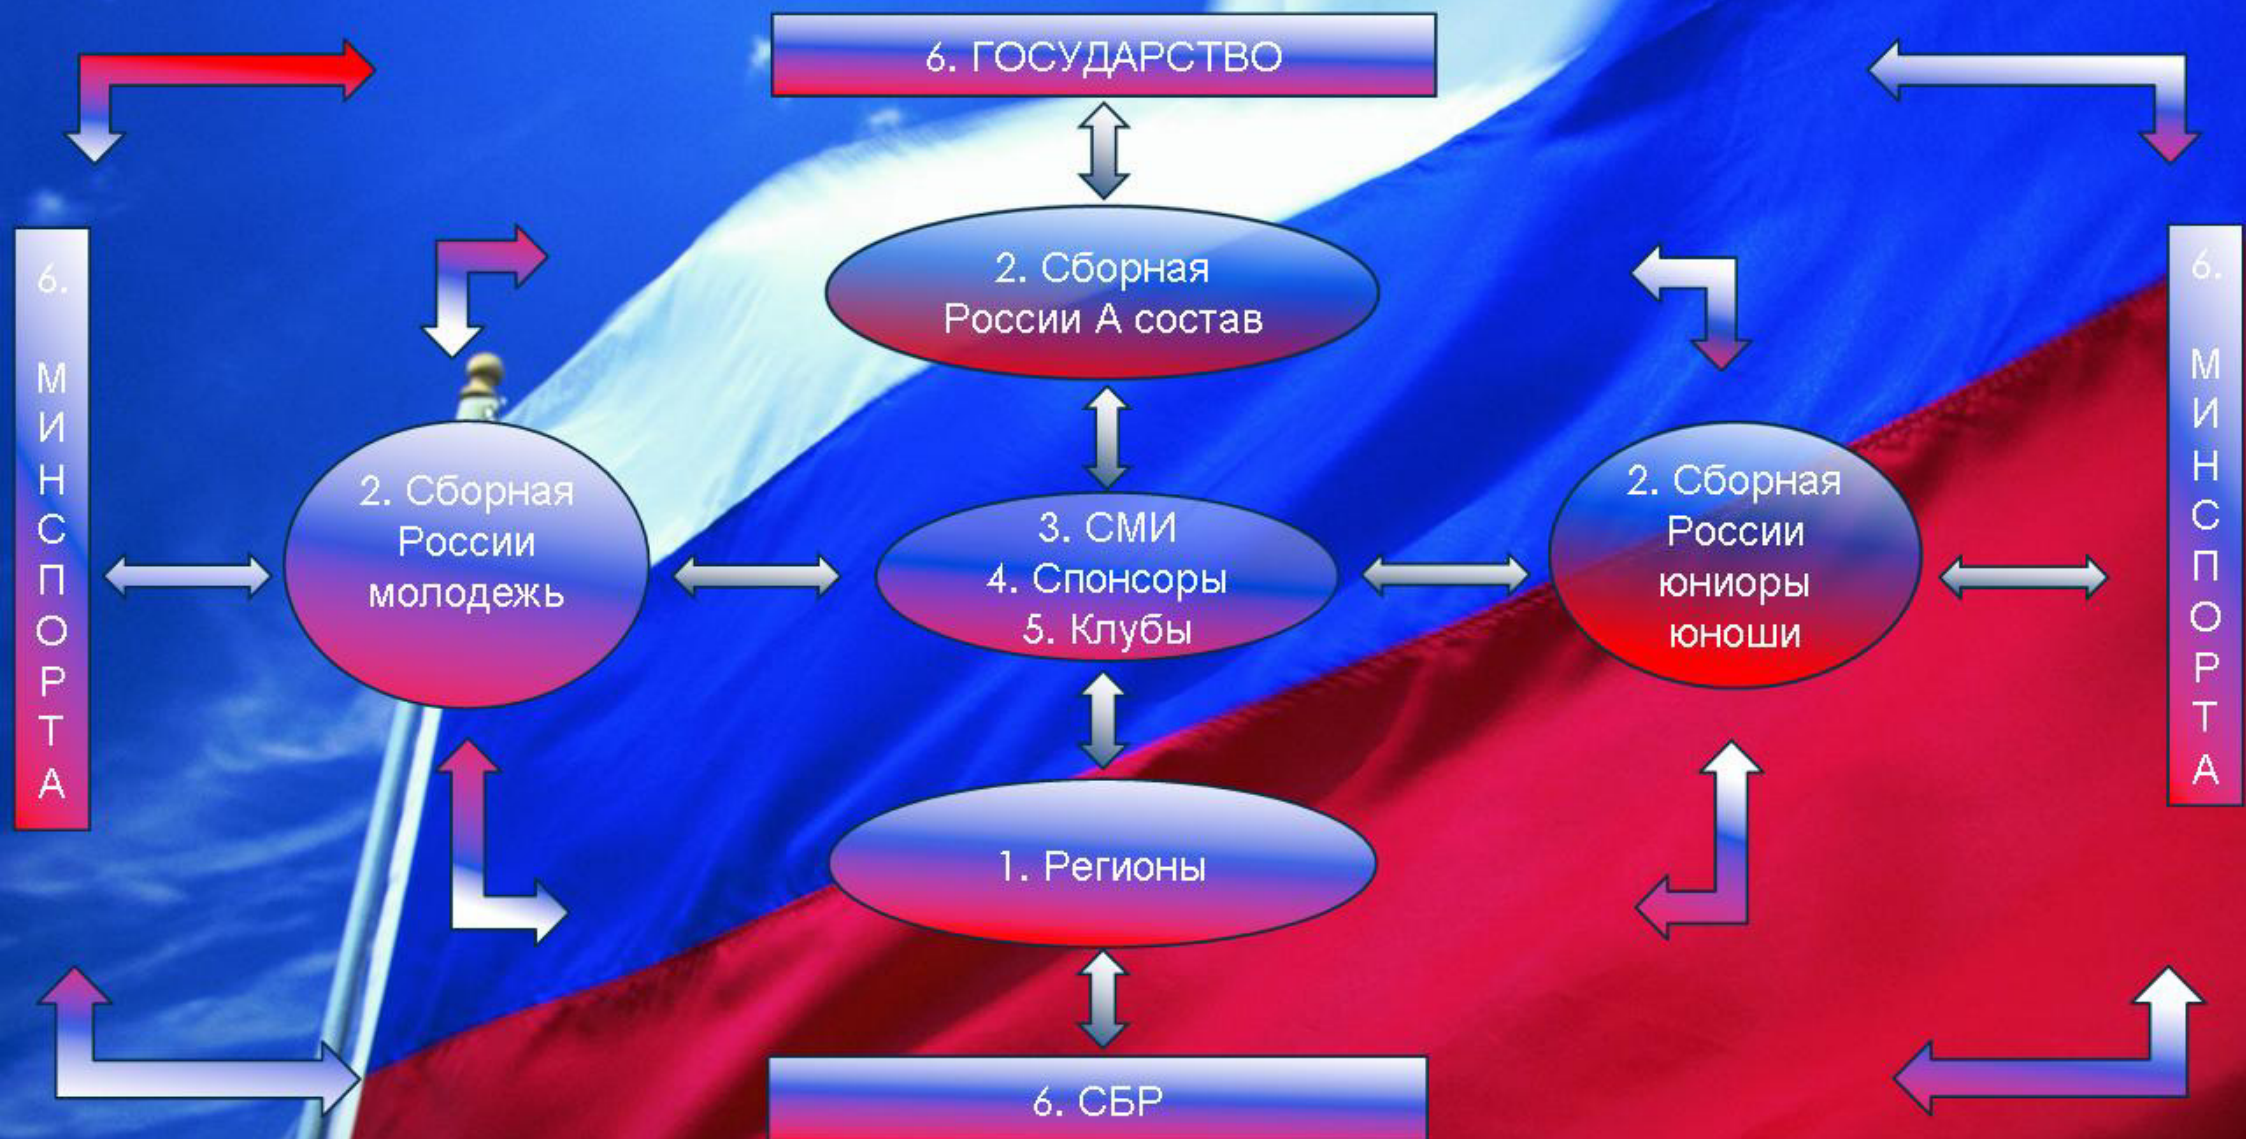 6. ГОСУДАРСТВО
2. Сборная
России А состав
6.
М
И
Н
С
П
О
Р
Т
А
2. Сборная
России
молодежь
3. СМИ
4. Спонсоры
5. Клубы
2. Сборная
России
юниоры
юноши
6.
М
И
Н
С
П
О
Р
Т
А
1. Регионы
6. СБР